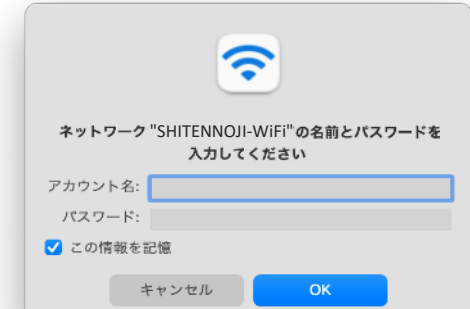 ネットワーク"SHITENNOJI-WiFi"の名前とパスワードを
入力してください
アカウント名:
パスワード:
この情報を記憶
キャンセル OK